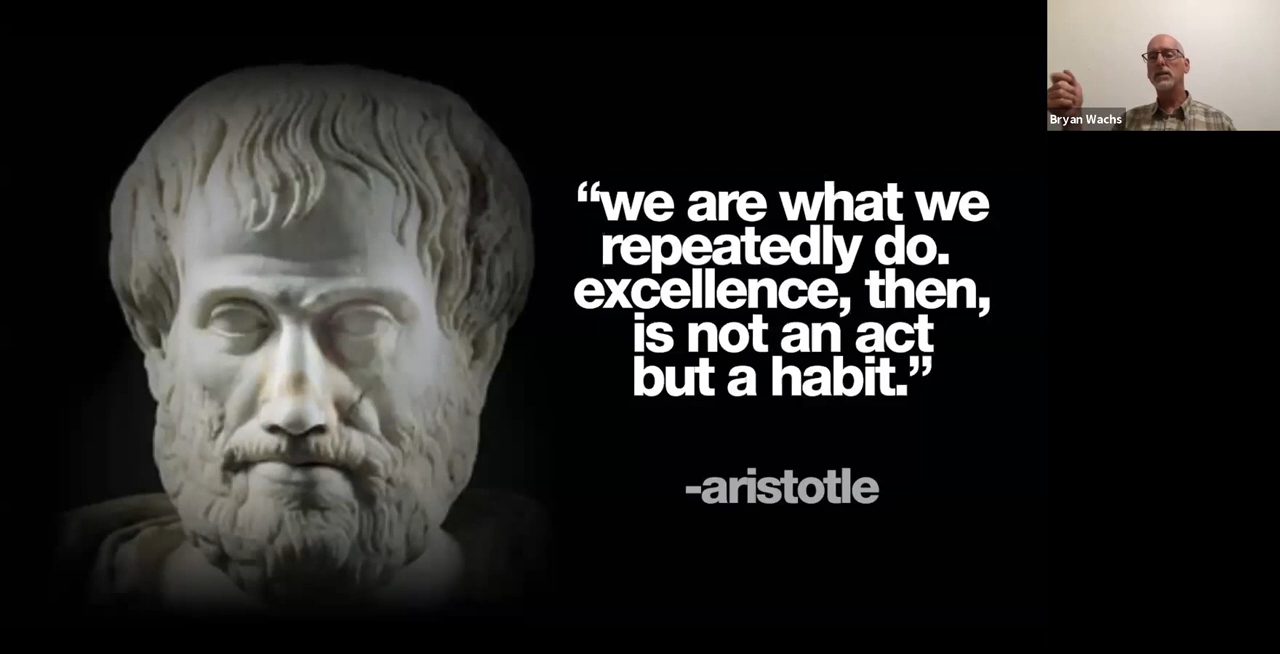 “we are what we
repeatedly do.
excellence, then,
is not an act
but a habit.”
-aristotle
Bryan Wachs